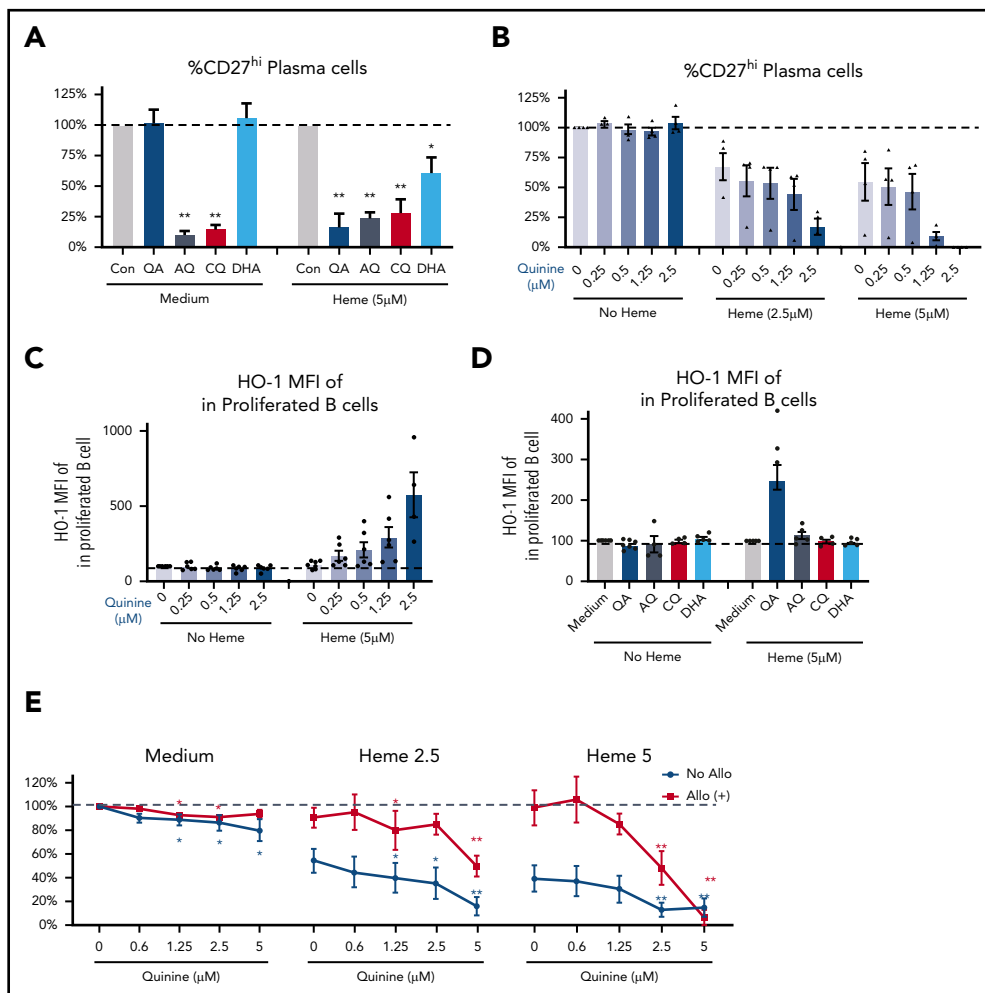 A
%CD27hi Plasma cells
125%
100%
75%
50%
25%
0%
** ** ** ** ** *
Con QA AQ CQ DHA Con QA AQ CQ DHA
Medium Heme (5μM)
B
%CD27hi Plasma cells
125%
100%
75%
50%
25%
0%
Quinine (μM)
0 0.25 0.5 1.25 2.5 0 0.25 0.5 1.25 2.5 0 0.25 0.5 1.25 2.5
No Heme Heme (2.5μM) Heme (5μM)
C
HO-1 MFI of
in Proliferated B cells
HO-1 MFI of
in proliferated B cell
1000
500
0
Quinine
(μM)
0 0.25 0.5 1.25 2.5 0 0.25 0.5 1.25 2.5
No Heme Heme (5μM)
D
HO-1 MFI of
in Proliferated B cells
HO-1 MFI of
in proliferated B cell
400
300
200
100
0
Medium QA AQ CQ DHA Medium QA AQ CQ DHA
No Heme Heme (5μM)
E
Medium Heme 2.5 Heme 5
No Allo
Allo (+)
120%
100%
80%
60%
40%
20%
0%
* * * * *
* * * ** **
** ** ** **
0 0.6 1.25 2.5 5 0 0.6 1.25 2.5 5 0 0.6 1.25 2.5 5
Quinine (μM) Quinine (μM) Quinine (μM)